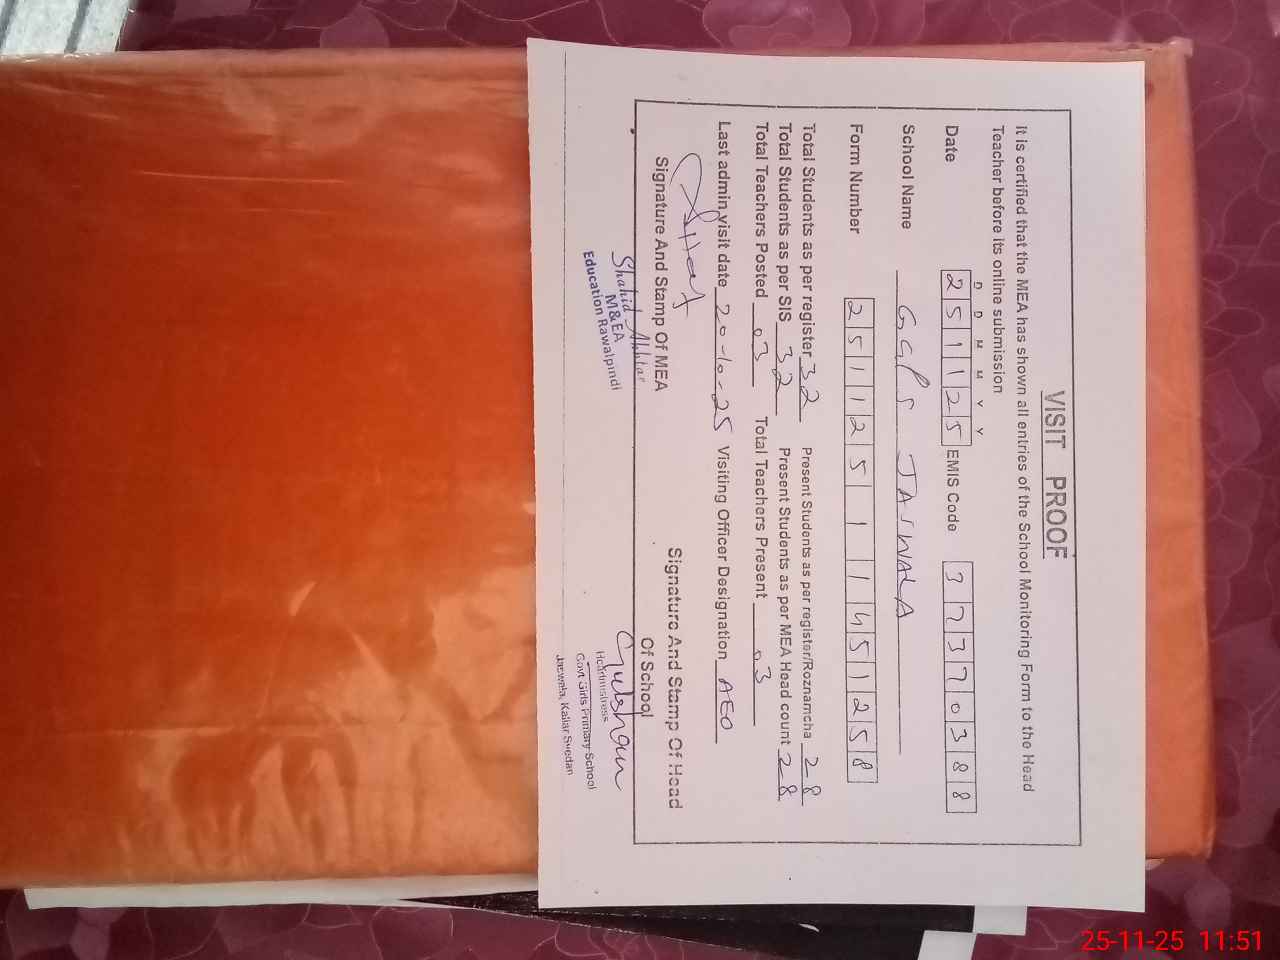 VISIT PROOF
It is certified that the MEA has shown all entries of the School Monitoring Form to the Head
Teacher before its online submission
D D M M Y Y
Date 2 5 1 1 2 5 EMIS Code 3 7 3 7 0 3 8 8
School Name GGPS JASWALA
Form Number 2 5 1 1 2 5 1 1 4 5 1 2 5 8
Total Students as per register 32 Present Students as per register/Roznamcha 28
Total Students as per SIS 32 Present Students as per MEA Head count 28
Total Teachers Posted 03 Total Teachers Present 03
Last admin visit date 20-10-25 Visiting Officer Designation AEO
Signature And Stamp Of MEA
Signature And Stamp Of Head
Of School
Shahid Akhtar
M&EA
Education Rawalpindi
Gulshan
Headmistress
Govt Girls Primary School
Jaswala, Kallar Syedan
25-11-25 11:51